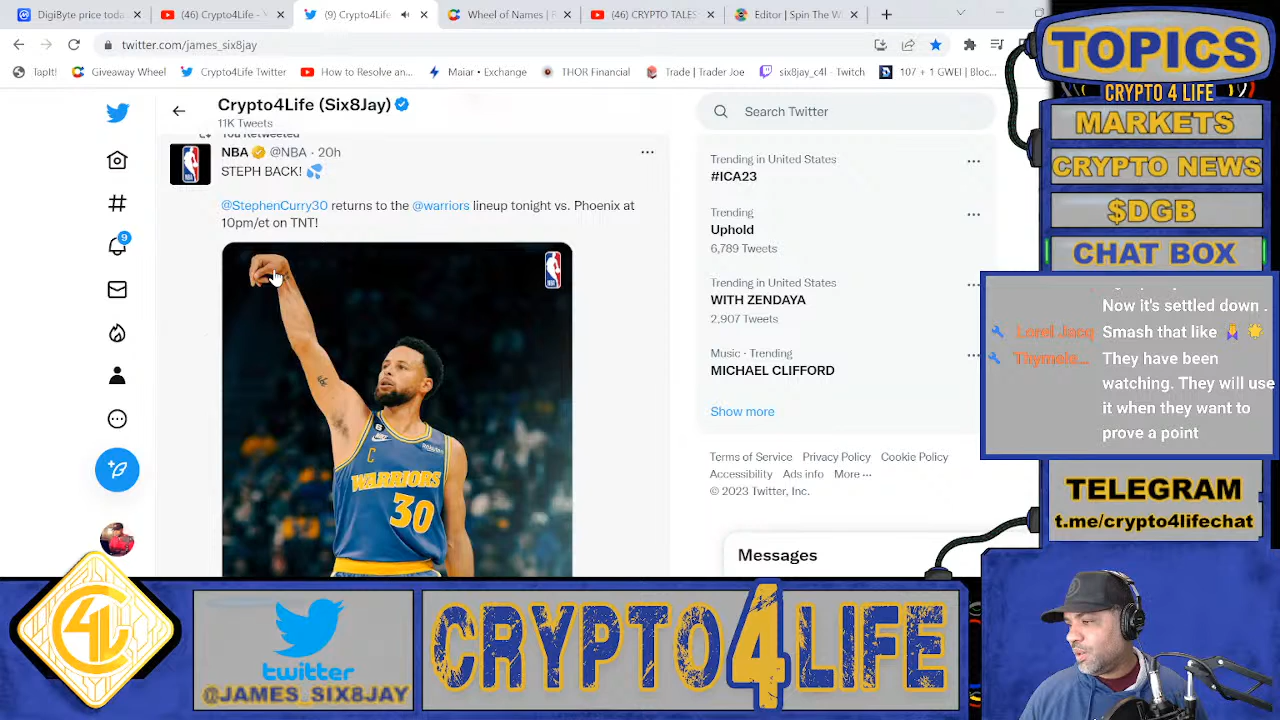 DigiByte price toda
(46) Crypto4Life -
(9) Crypto4Life
Wheel of Names | R
(46) CRYPTO TALES
Editor | Spin The W
twitter.com/james_six8jay
TapIt!
Giveaway Wheel
Crypto4Life Twitter
How to Resolve an...
Maiar • Exchange
THOR Financial
Trade | Trader Joe
six8jay_c4l - Twitch
107 + 1 GWEI | Bloc...
Crypto4Life (Six8Jay)
11K Tweets
Search Twitter
You Retweeted
NBA @NBA · 20h
STEPH BACK!
@StephenCurry30 returns to the @warriors lineup tonight vs. Phoenix at
10pm/et on TNT!
9
WARRIORS
30
Trending in United States
#ICA23
Trending
Uphold
6,789 Tweets
Trending in United States
WITH ZENDAYA
2,907 Tweets
Music · Trending
MICHAEL CLIFFORD
Show more
Terms of Service Privacy Policy Cookie Policy
Accessibility Ads info More
© 2023 Twitter, Inc.
Messages
TOPICS
CRYPTO 4 LIFE
MARKETS
CRYPTO NEWS
$DGB
CHAT BOX
Now it's settled down .
Smash that like
They have been
watching. They will use
it when they want to
prove a point
TELEGRAM
t.me/crypto4lifechat
twitter
@JAMES_SIX8JAY
CRYPTO4LIFE